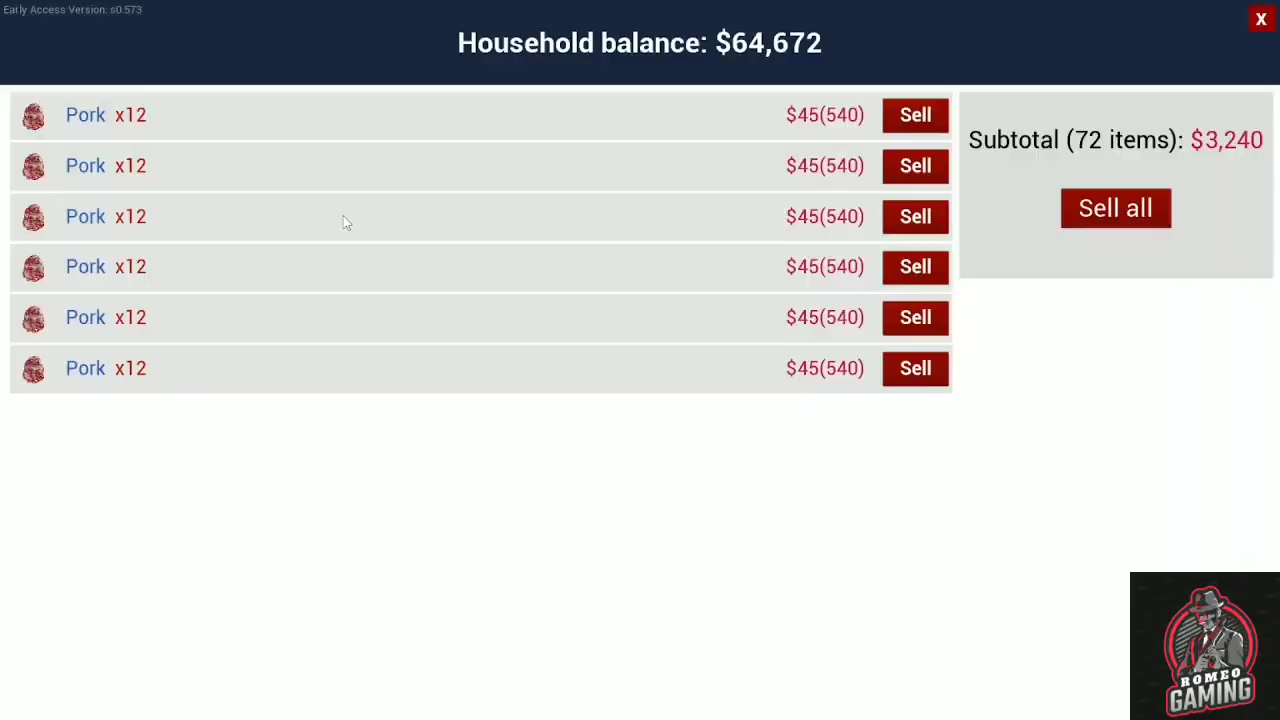 Early Access Version: s0.573
X
Household balance: $64,672
Pork x12 $45(540) Sell
Pork x12 $45(540) Sell
Pork x12 $45(540) Sell
Pork x12 $45(540) Sell
Pork x12 $45(540) Sell
Pork x12 $45(540) Sell
Subtotal (72 items): $3,240
Sell all
ROMEO
GAMING